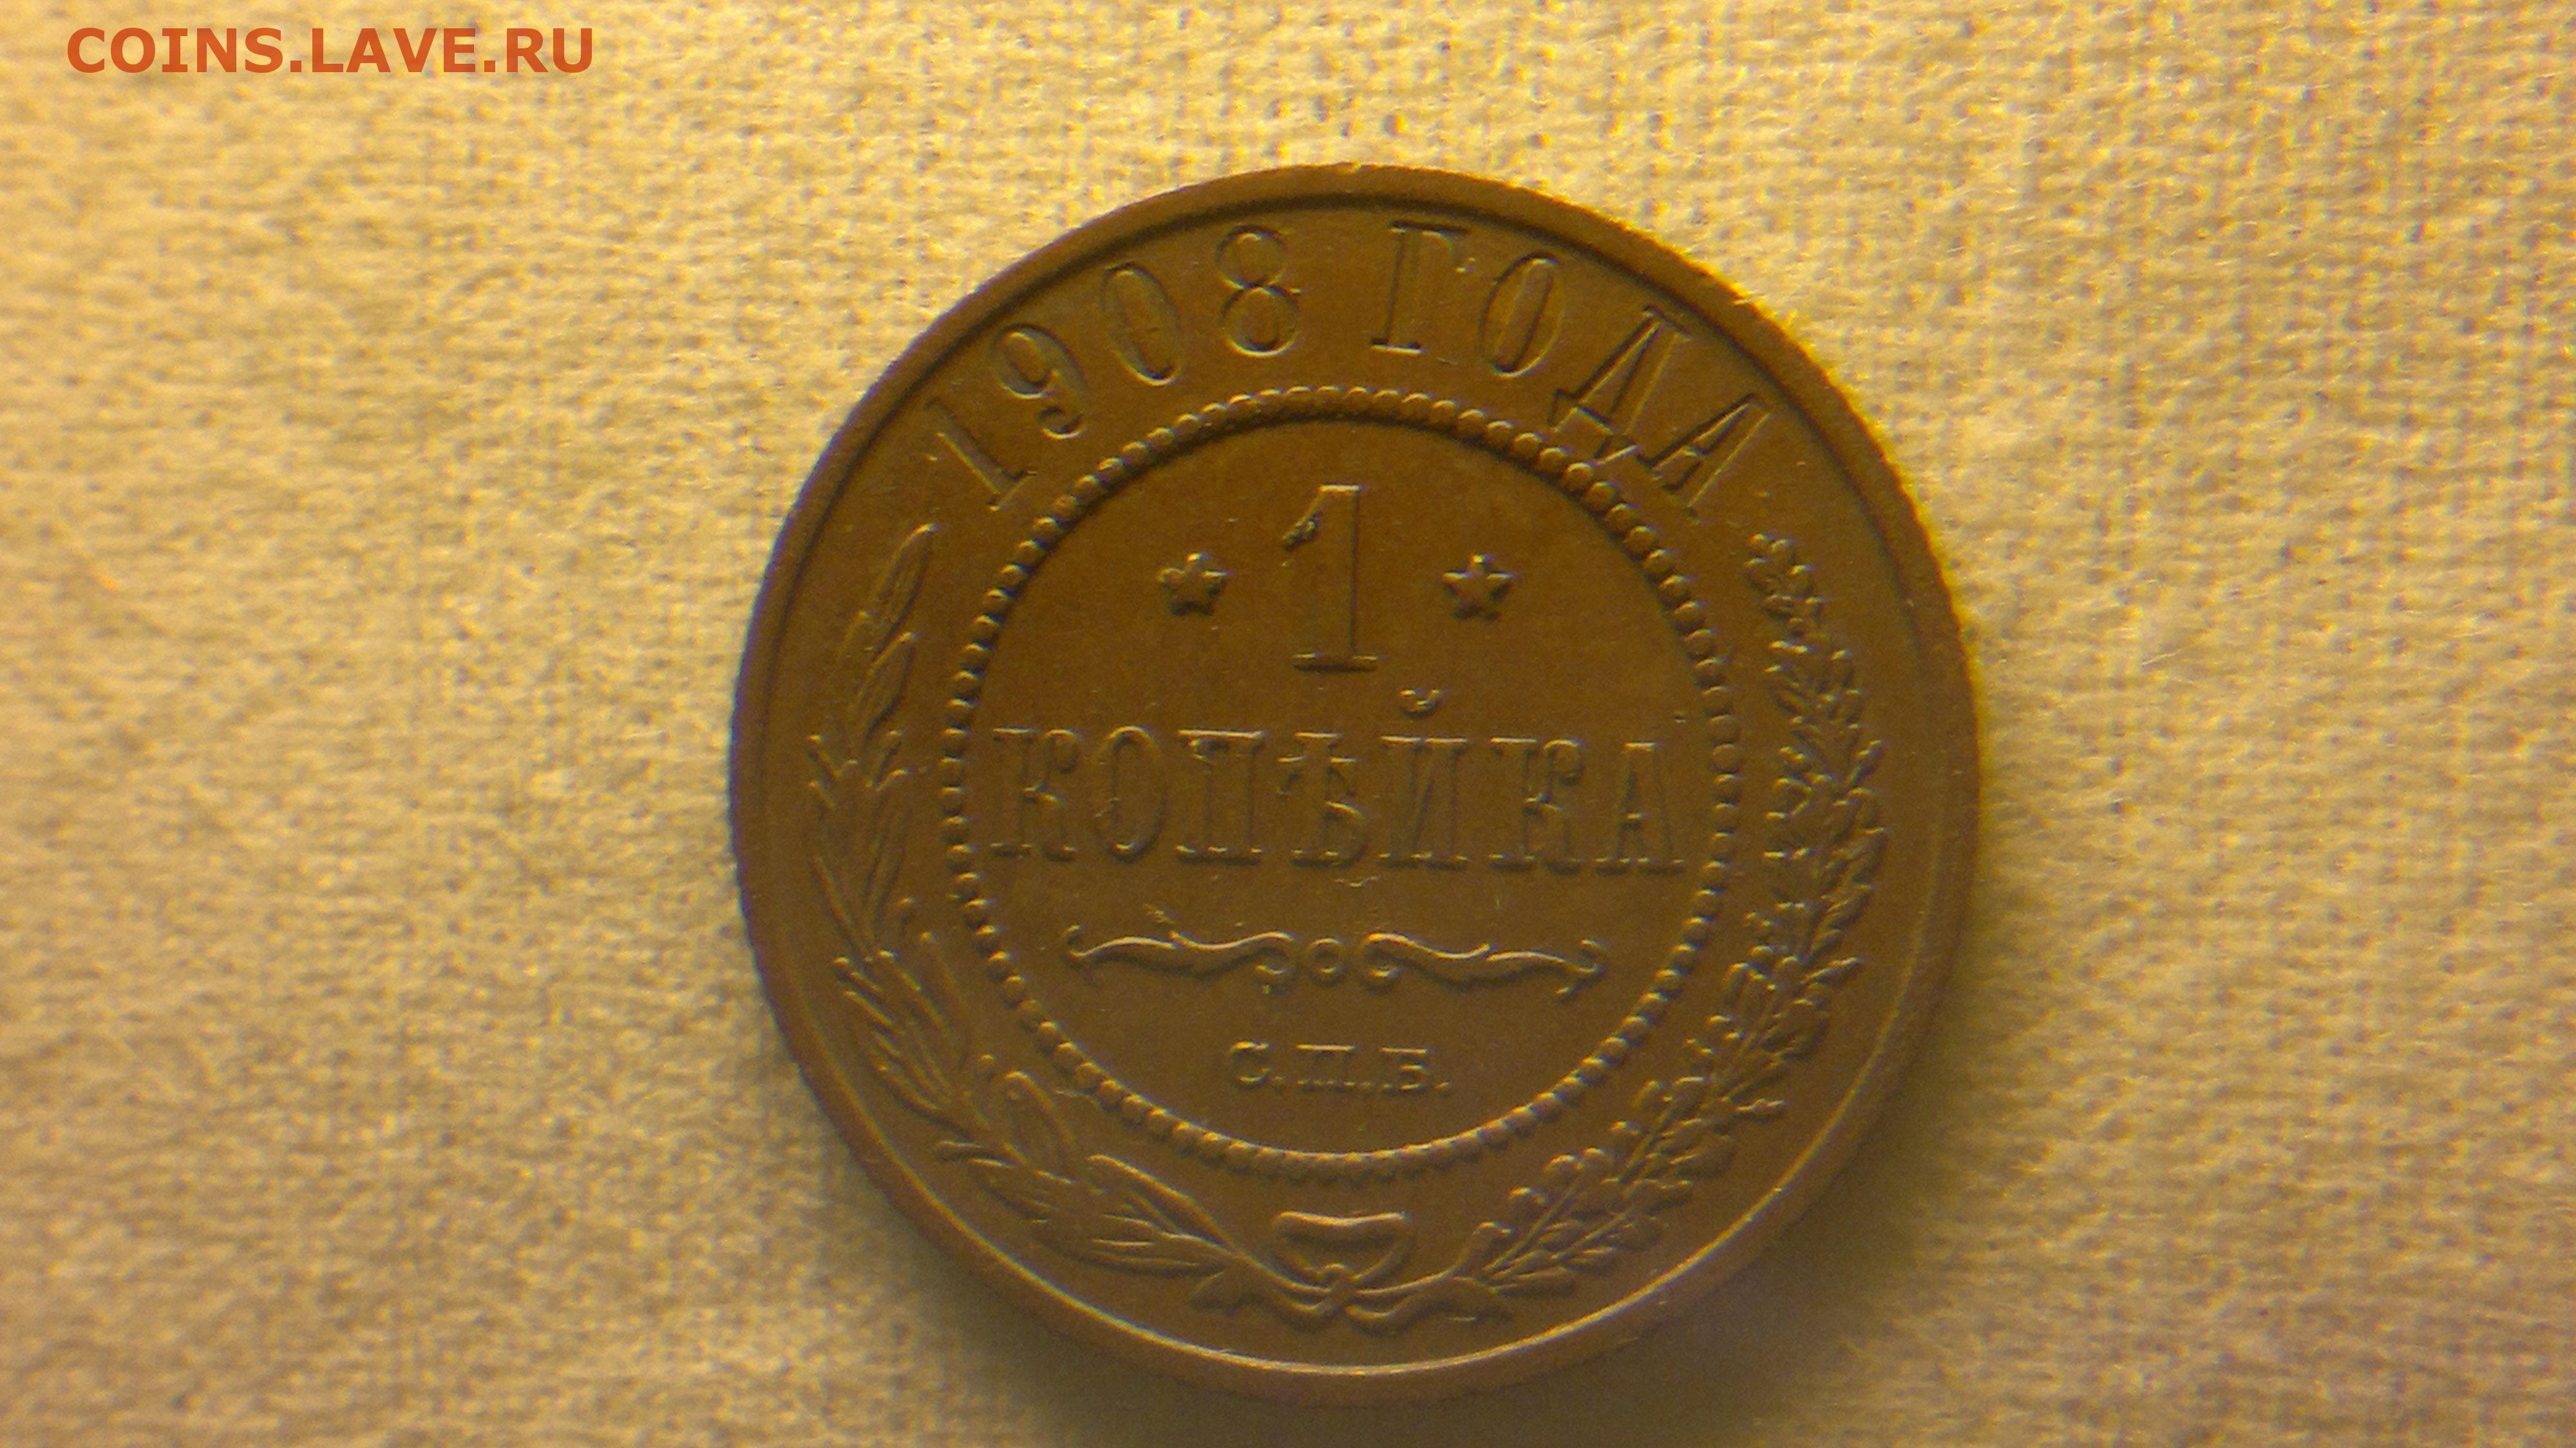 COINS.LAVE.RU
1908 ГОДА
1
КОПѢЙКА
С.П.Б.